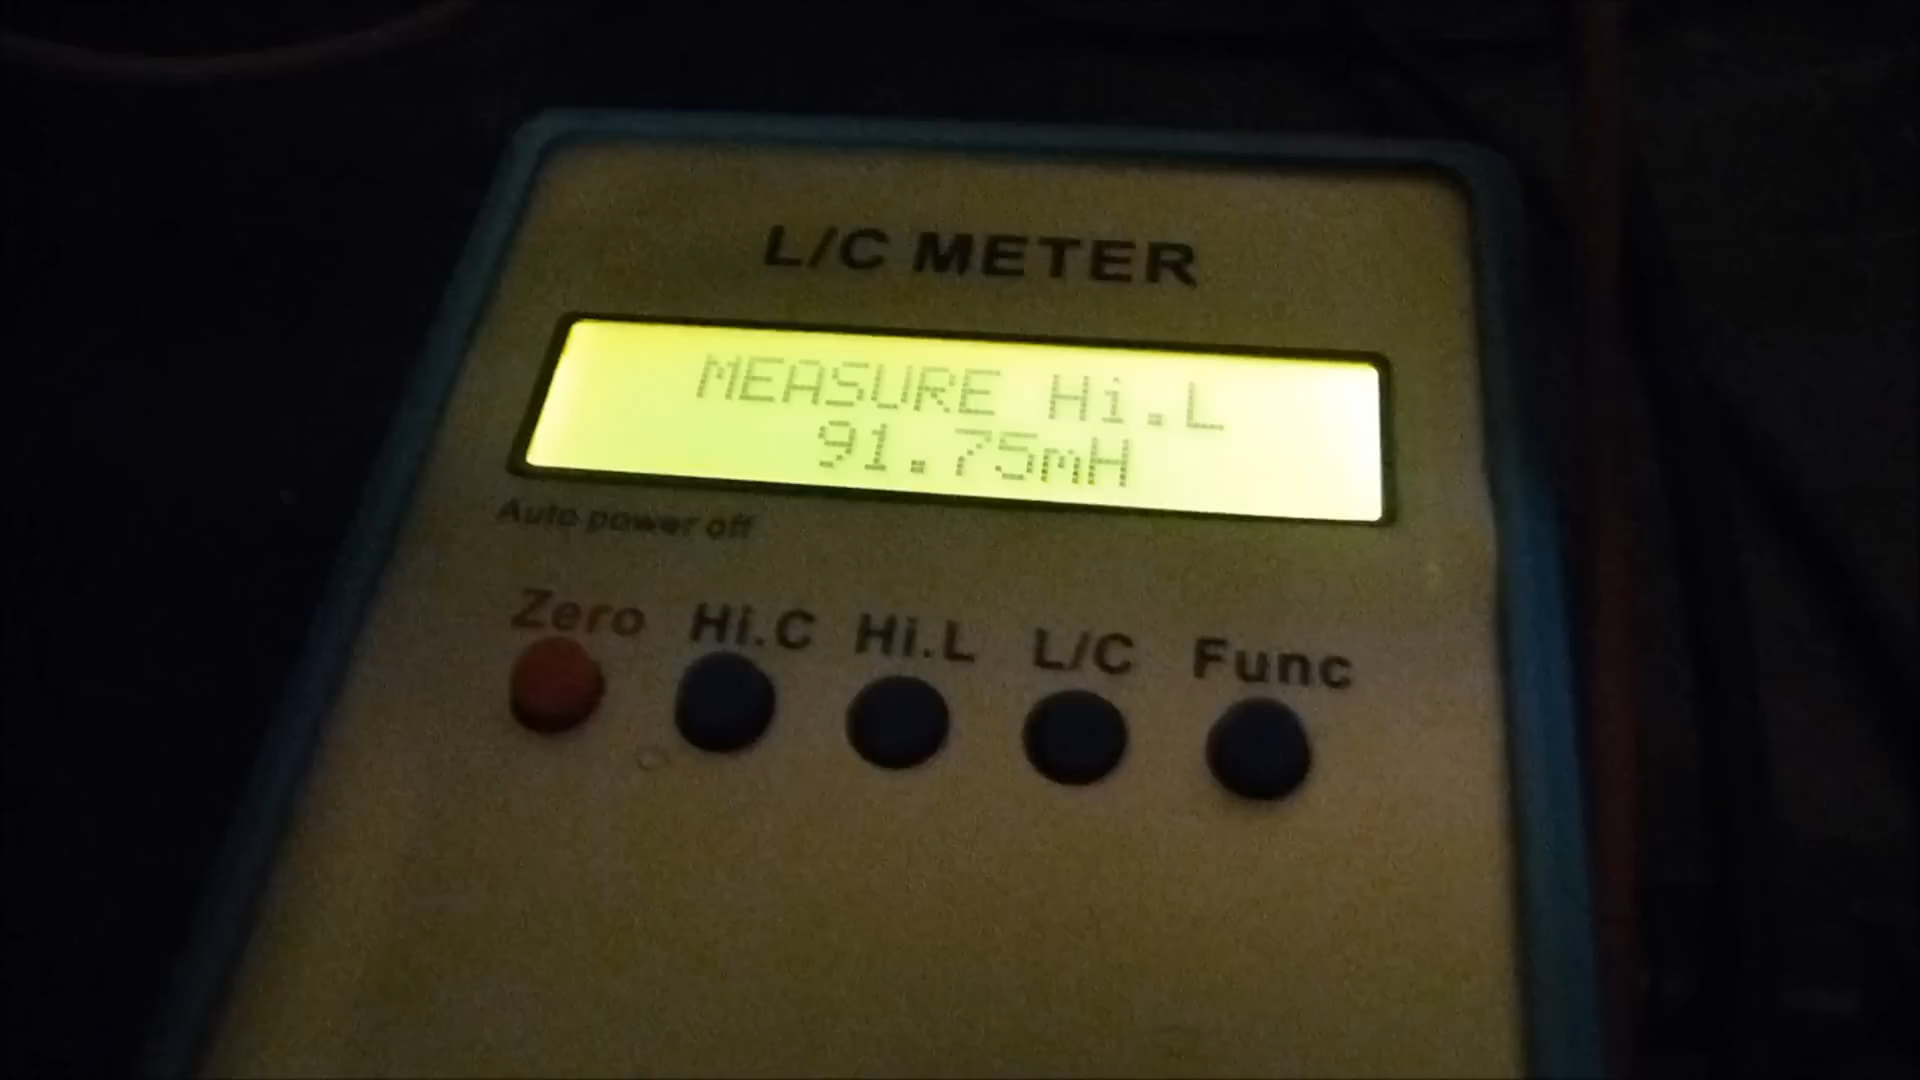 L/C METER
MEASURE Hi.L
91.75mH
Auto power off
Zero Hi.C Hi.L L/C Func